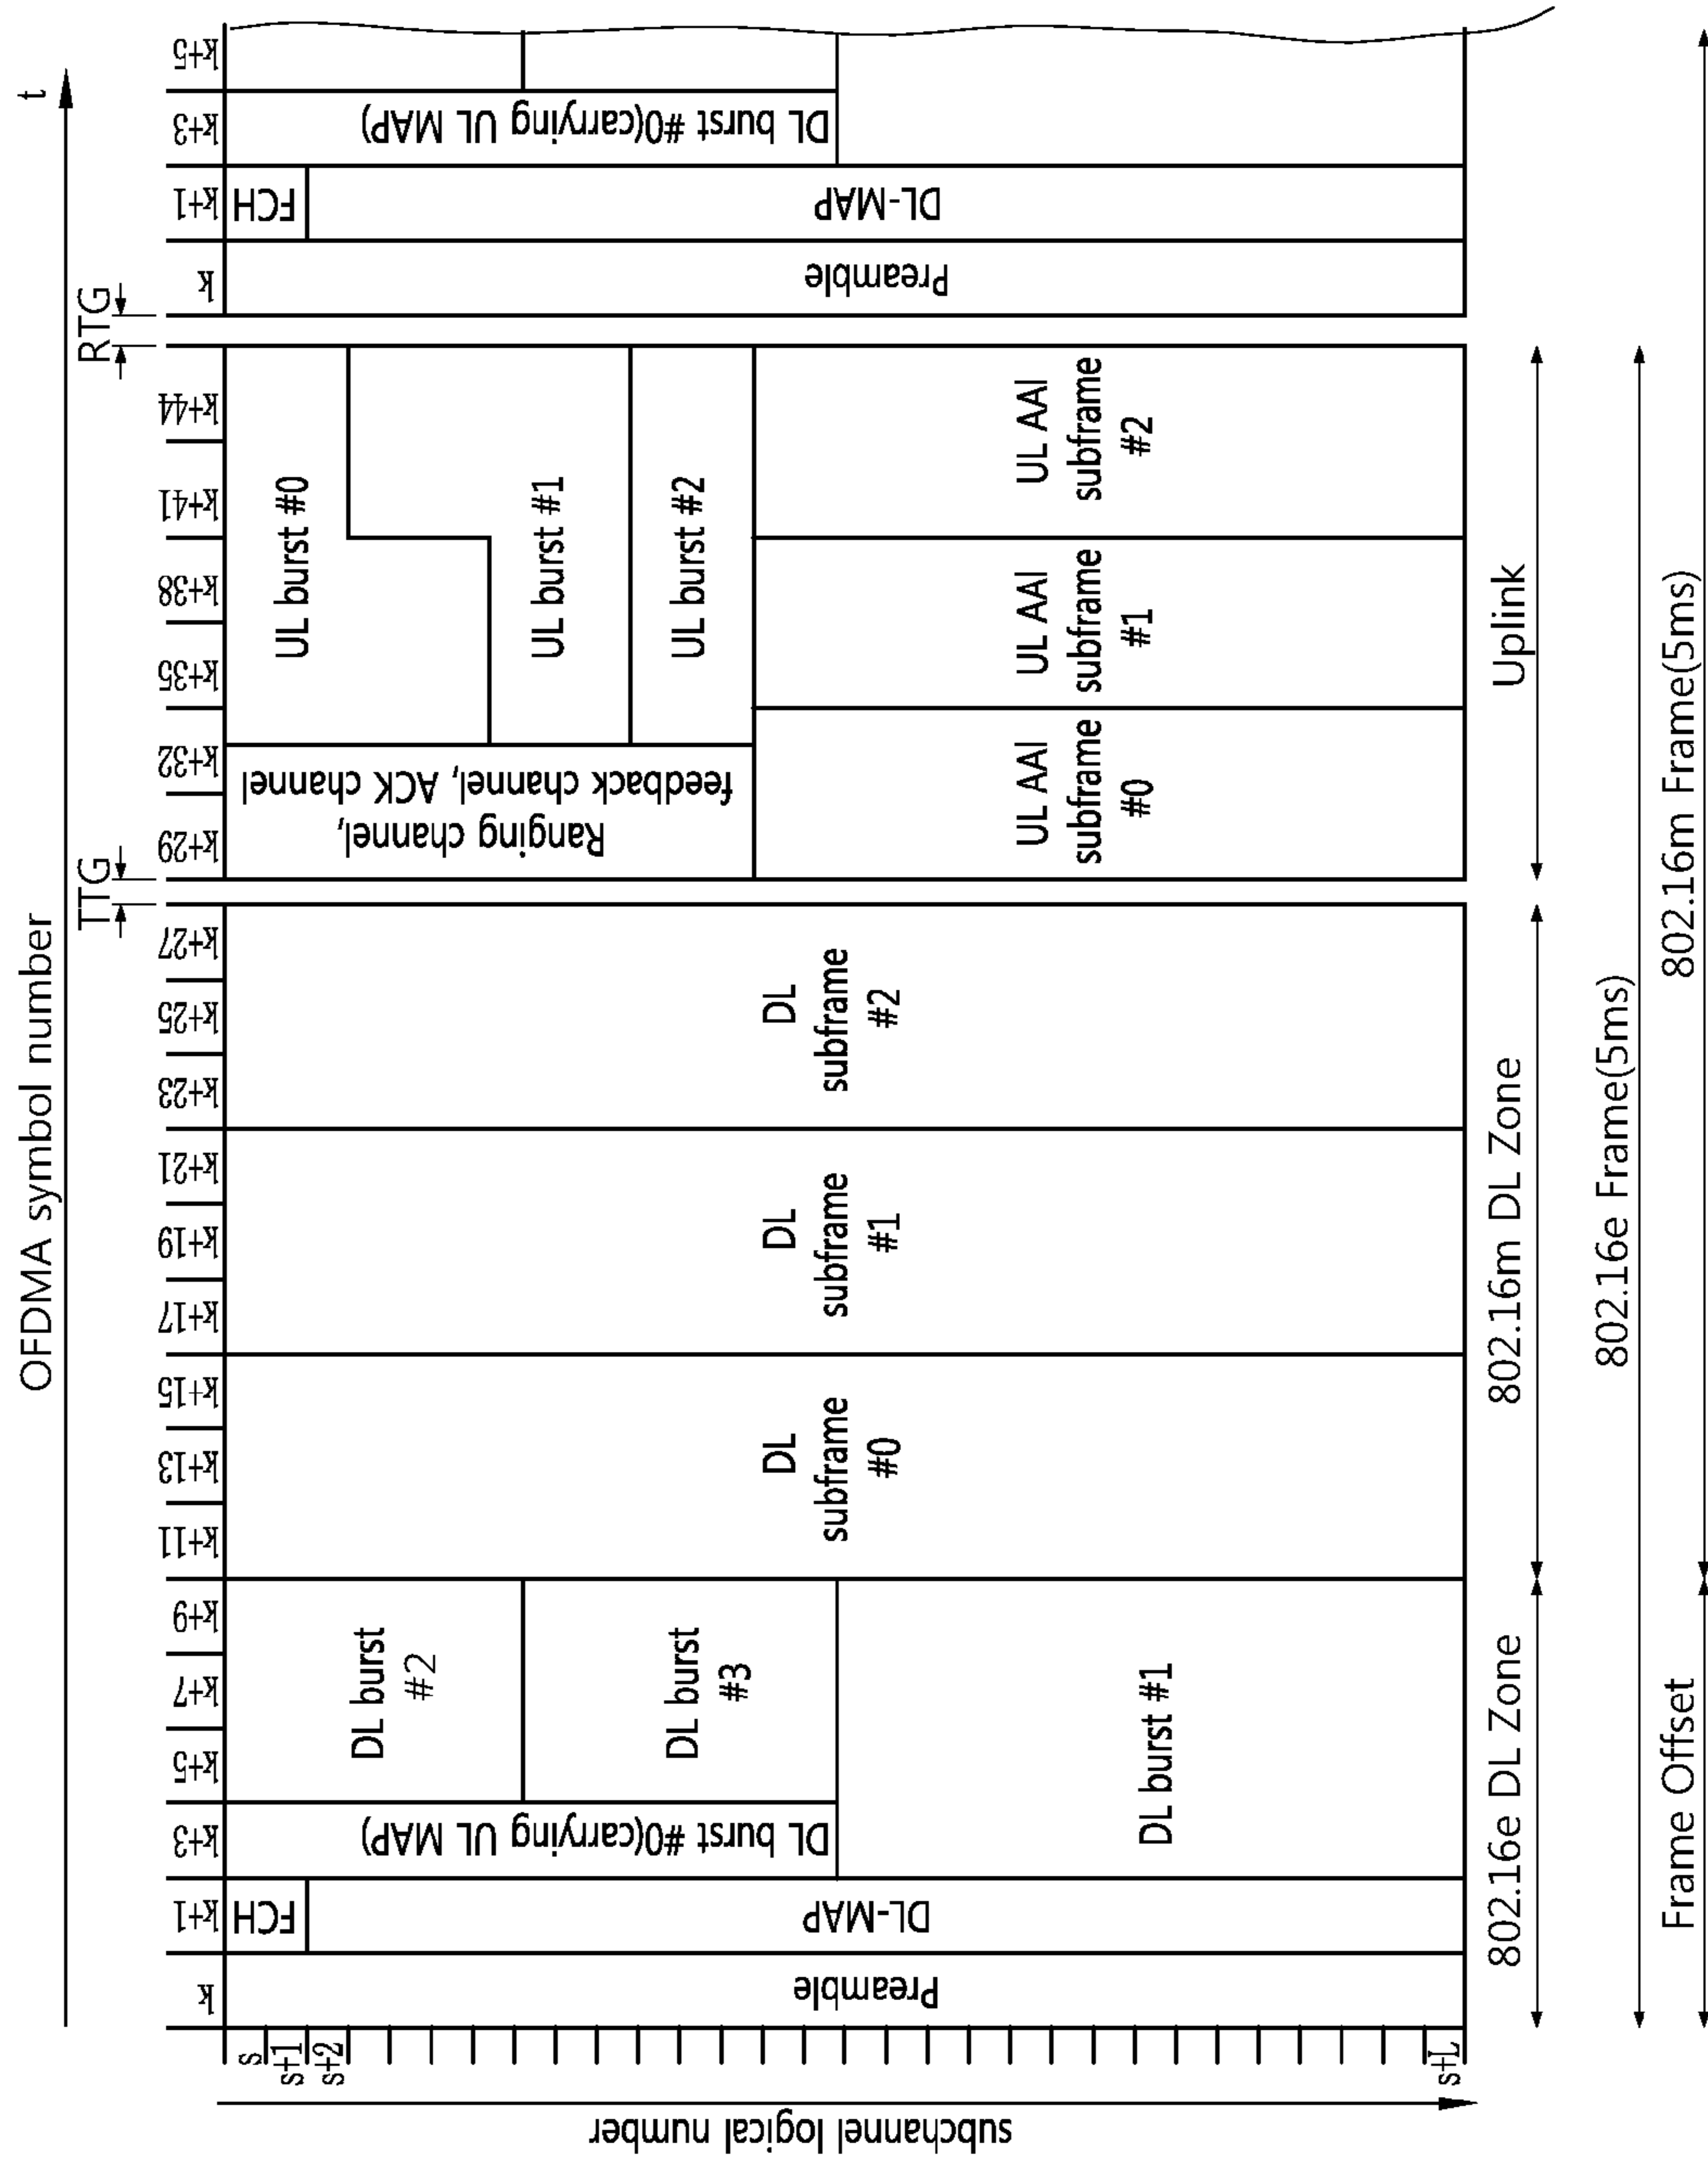 OFDMA symbol number
t
TTG
RTG
k
k+1
k+3
k+5
k+7
k+9
k+11
k+13
k+15
k+17
k+19
k+21
k+23
k+25
k+27
k+29
k+32
k+35
k+38
k+41
k+44
k
k+1
k+3
k+5
subchannel logical number
s
s+1
s+2
s+L
Preamble
FCH
DL-MAP
DL burst #0(carrying UL MAP)
DL burst
#2
DL burst
#3
DL burst #1
DL
subframe
#0
DL
subframe
#1
DL
subframe
#2
Ranging channel,
feedback channel, ACK channel
UL burst #0
UL burst #1
UL burst #2
UL AAI
subframe
#0
UL AAI
subframe
#1
UL AAI
subframe
#2
Preamble
FCH
DL-MAP
DL burst #0(carrying UL MAP)
802.16e DL Zone
802.16m DL Zone
Uplink
802.16e Frame(5ms)
Frame Offset
802.16m Frame(5ms)